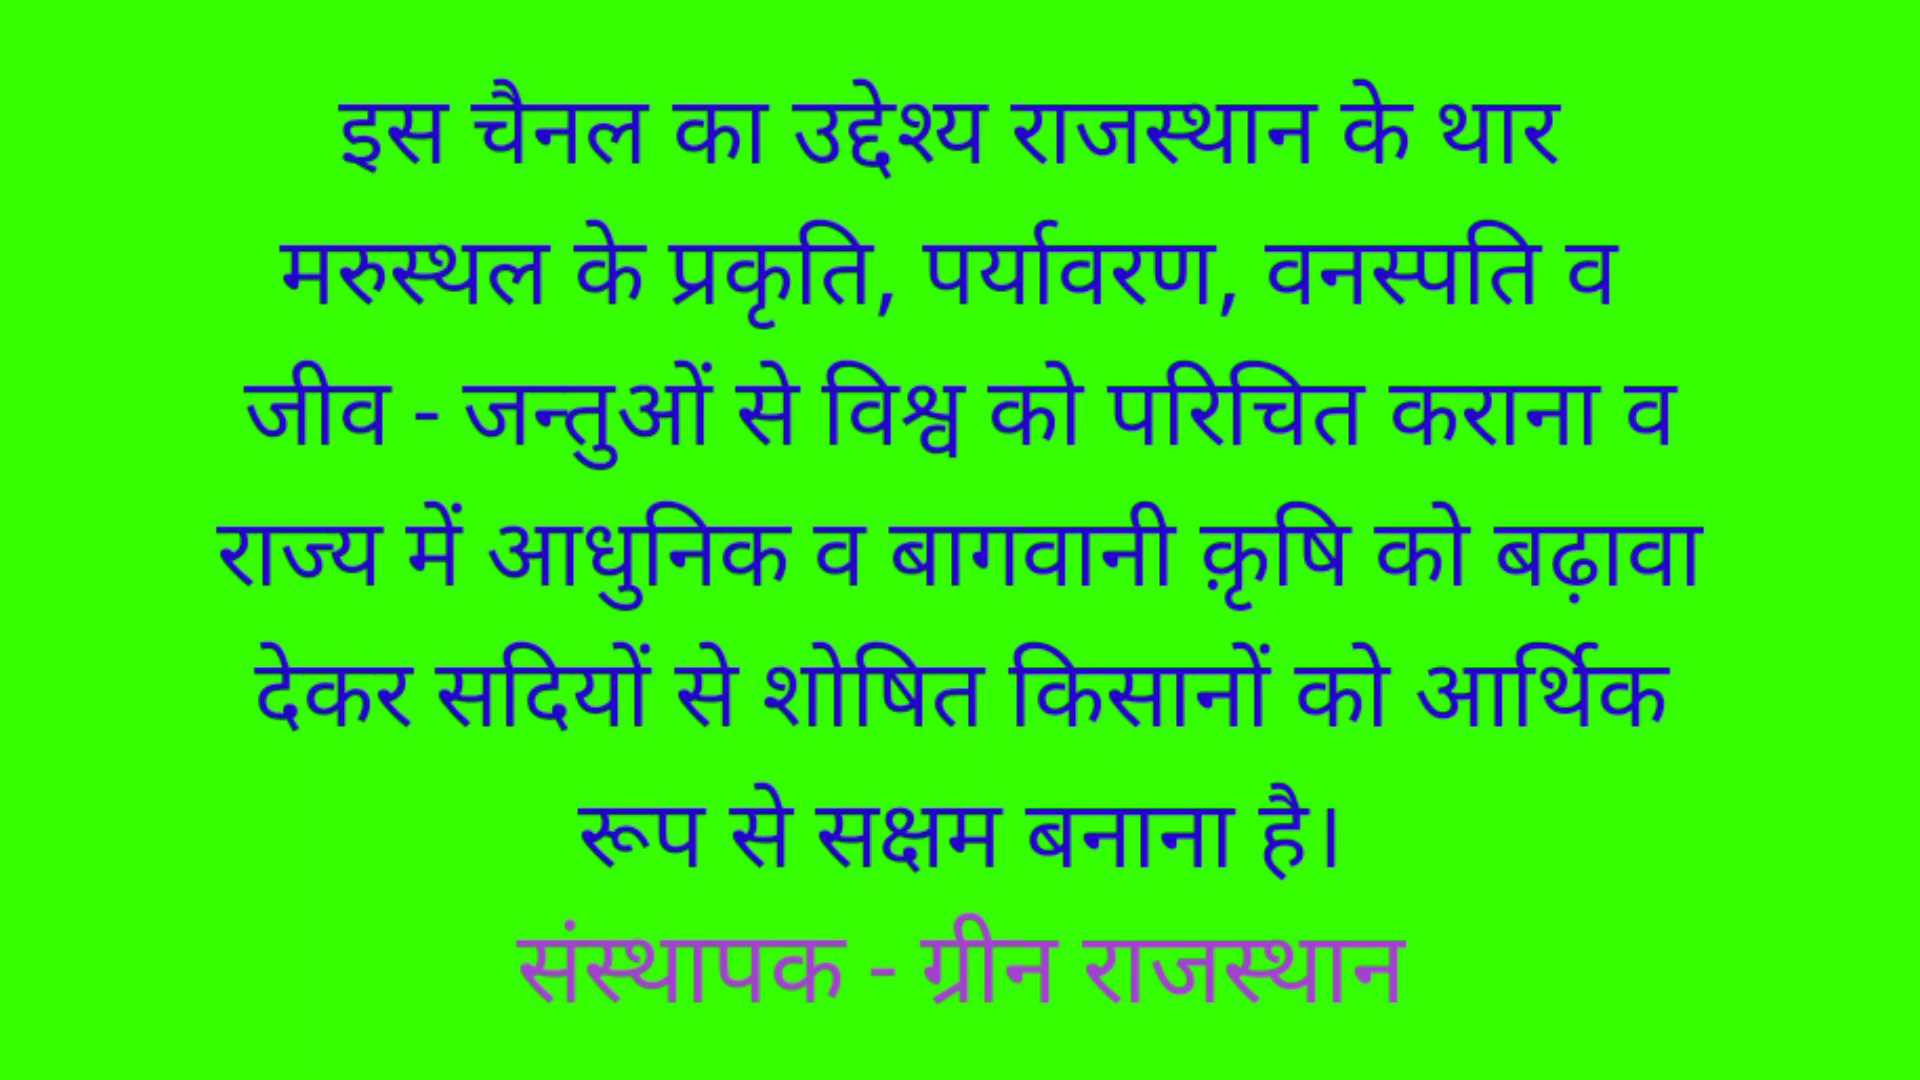 इस चैनल का उद्देश्य राजस्थान के थार
मरुस्थल के प्रकृति, पर्यावरण, वनस्पति व
जीव - जन्तुओं से विश्व को परिचित कराना व
राज्य में आधुनिक व बागवानी क़ृषि को बढ़ावा
देकर सदियों से शोषित किसानों को आर्थिक
रूप से सक्षम बनाना है।
संस्थापक - ग्रीन राजस्थान